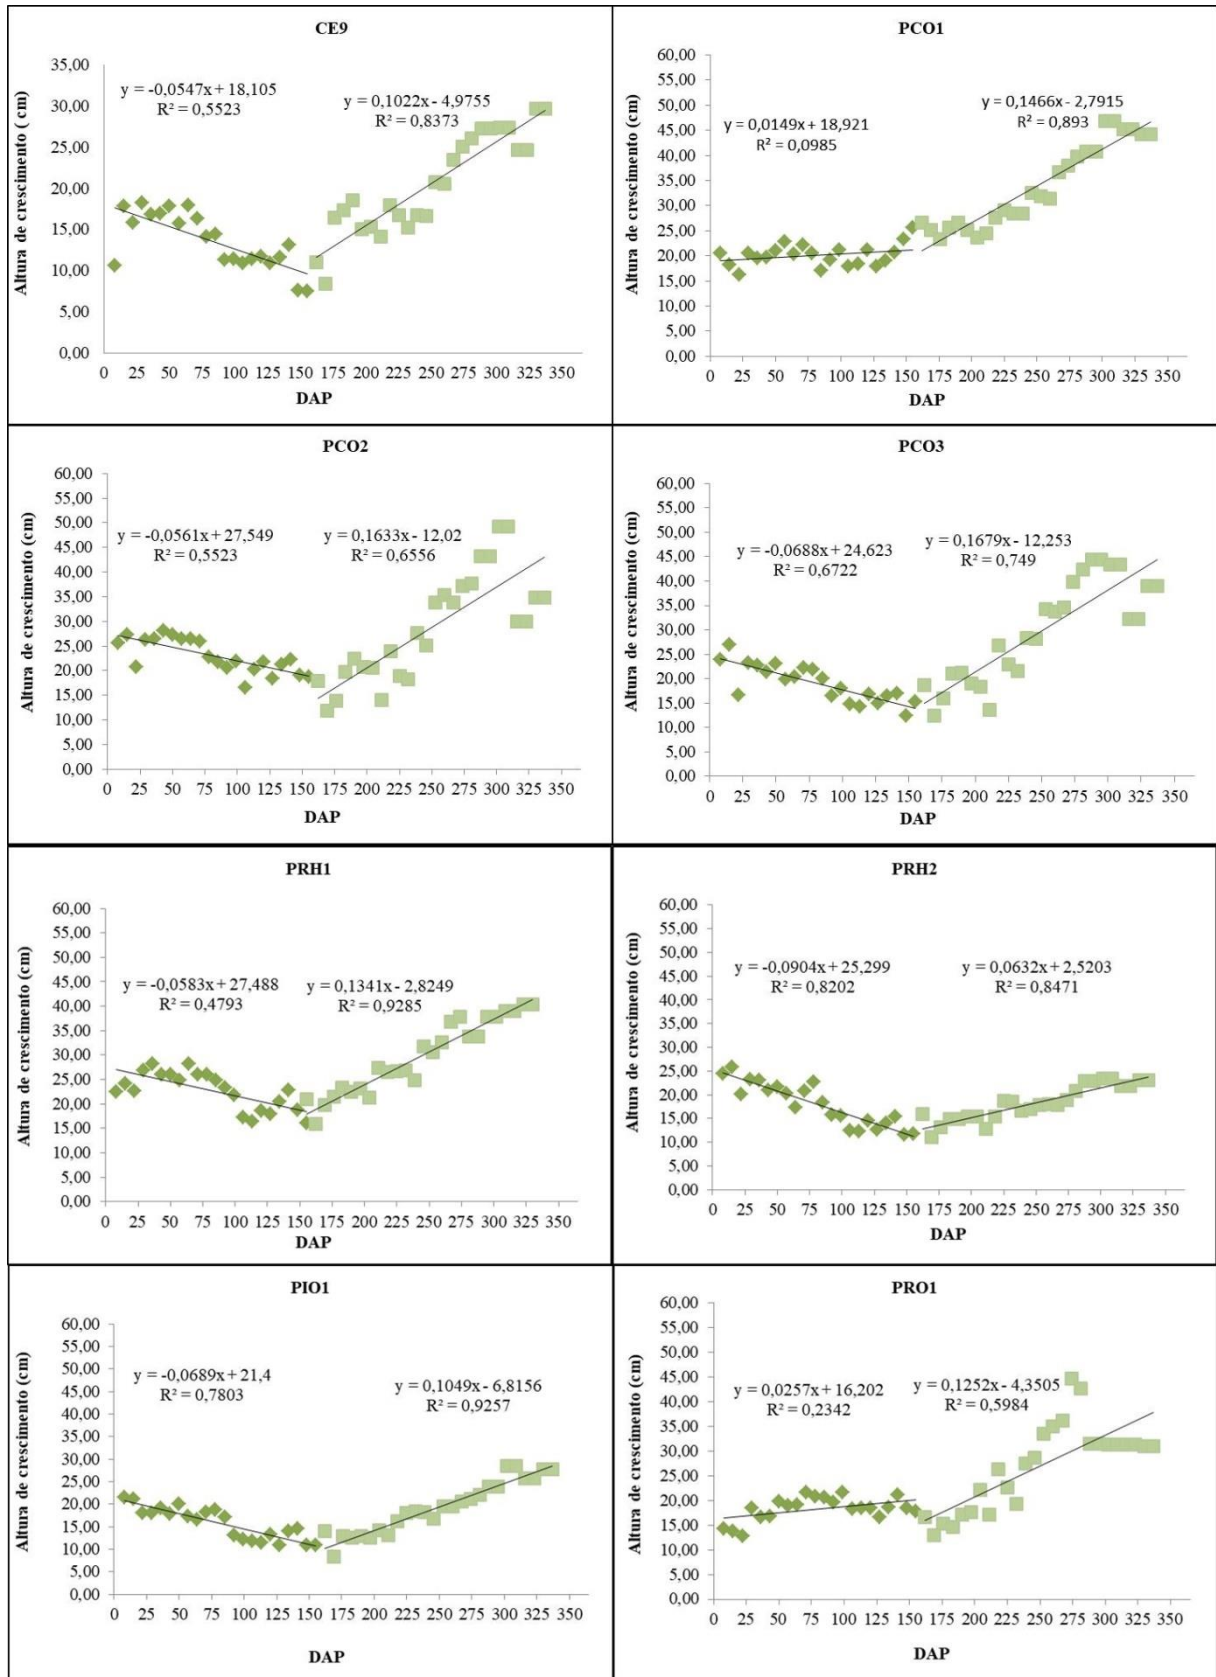 CE9
Altura de crescimento ( cm)
35,00
30,00
25,00
20,00
15,00
10,00
5,00
0,00
y = -0,0547x + 18,105
R² = 0,5523
y = 0,1022x - 4,9755
R² = 0,8373
0 25 50 75 100 125 150 175 200 225 250 275 300 325 350
DAP
PCO1
Altura de crescimento (cm)
60,00
55,00
50,00
45,00
40,00
35,00
30,00
25,00
20,00
15,00
10,00
5,00
0,00
y = 0,0149x + 18,921
R² = 0,0985
y = 0,1466x - 2,7915
R² = 0,893
0 25 50 75 100 125 150 175 200 225 250 275 300 325 350
DAP
PCO2
Altura de crescimento (cm)
60,00
55,00
50,00
45,00
40,00
35,00
30,00
25,00
20,00
15,00
10,00
5,00
0,00
y = -0,0561x + 27,549
R² = 0,5523
y = 0,1633x - 12,02
R² = 0,6556
0 25 50 75 100 125 150 175 200 225 250 275 300 325 350
DAP
PCO3
Altura de crescimento (cm)
60,00
55,00
50,00
45,00
40,00
35,00
30,00
25,00
20,00
15,00
10,00
5,00
0,00
y = -0,0688x + 24,623
R² = 0,6722
y = 0,1679x - 12,253
R² = 0,749
0 25 50 75 100 125 150 175 200 225 250 275 300 325 350
DAP
PRH1
Altura de crescimento (cm)
60,00
55,00
50,00
45,00
40,00
35,00
30,00
25,00
20,00
15,00
10,00
5,00
0,00
y = -0,0583x + 27,488
R² = 0,4793
y = 0,1341x - 2,8249
R² = 0,9285
0 25 50 75 100 125 150 175 200 225 250 275 300 325 350
DAP
PRH2
Altura de crescimento (cm)
60,00
55,00
50,00
45,00
40,00
35,00
30,00
25,00
20,00
15,00
10,00
5,00
0,00
y = -0,0904x + 25,299
R² = 0,8202
y = 0,0632x + 2,5203
R² = 0,8471
0 25 50 75 100 125 150 175 200 225 250 275 300 325 350
DAP
PIO1
Altura de crescimento (cm)
60,00
55,00
50,00
45,00
40,00
35,00
30,00
25,00
20,00
15,00
10,00
5,00
0,00
y = -0,0689x + 21,4
R² = 0,7803
y = 0,1049x - 6,8156
R² = 0,9257
0 25 50 75 100 125 150 175 200 225 250 275 300 325 350
DAP
PRO1
Altura de crescimento (cm)
60,00
55,00
50,00
45,00
40,00
35,00
30,00
25,00
20,00
15,00
10,00
5,00
0,00
y = 0,0257x + 16,202
R² = 0,2342
y = 0,1252x - 4,3505
R² = 0,5984
0 25 50 75 100 125 150 175 200 225 250 275 300 325 350
DAP